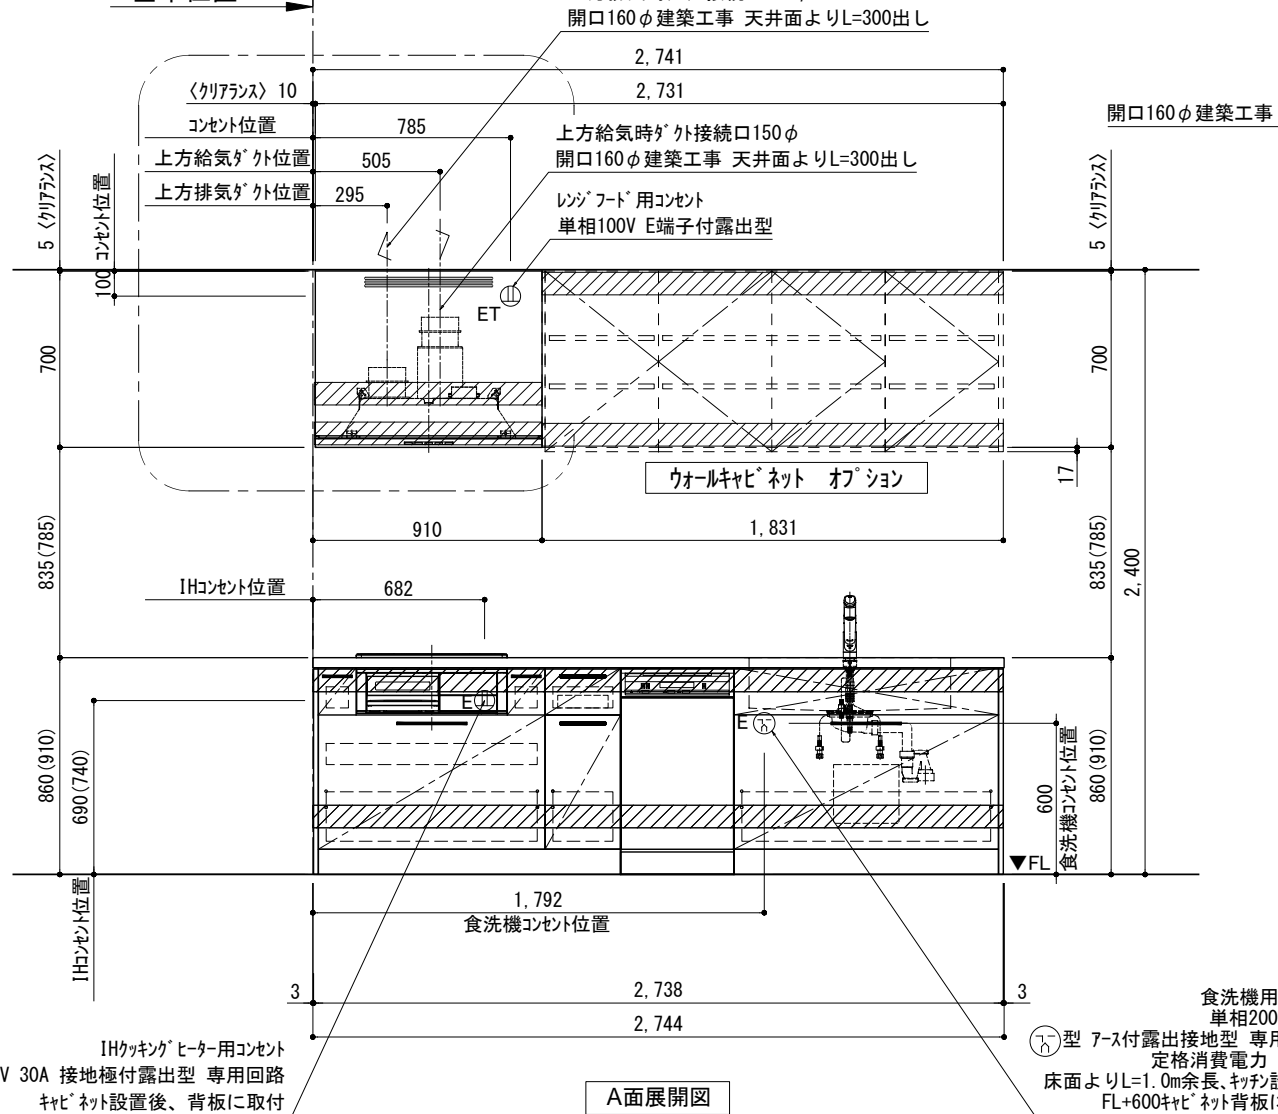 開口160φ建築工事 天井面よりL=300出し
2,741
〈クリアランス〉 10
2,731
開口160φ建築工事
コンセント位置
785
上方給気時ダクト接続口150φ
開口160φ建築工事 天井面よりL=300出し
上方給気ダクト位置
505
上方排気ダクト位置
295
レンジフード用コンセント
単相100V E端子付露出型
5 〈クリアランス〉
100 コンセント位置
5 〈クリアランス〉
ET
700
700
ウォールキャビネット オプション
17
910
1,831
835(785)
835(785)
2,400
IHコンセント位置
682
E
E
860(910)
690(740)
IHコンセント位置
600
食洗機コンセント位置
860(910)
▼FL
1,792
食洗機コンセント位置
3
2,738
3
2,744
IHクッキングヒーター用コンセント
V 30A 接地極付露出型 専用回路
キャビネット設置後、背板に取付
A面展開図
食洗機用
単相200
型 アース付露出接地型 専用
定格消費電力
床面よりL=1.0m余長、キッチン設
FL+600キャビネット背板に